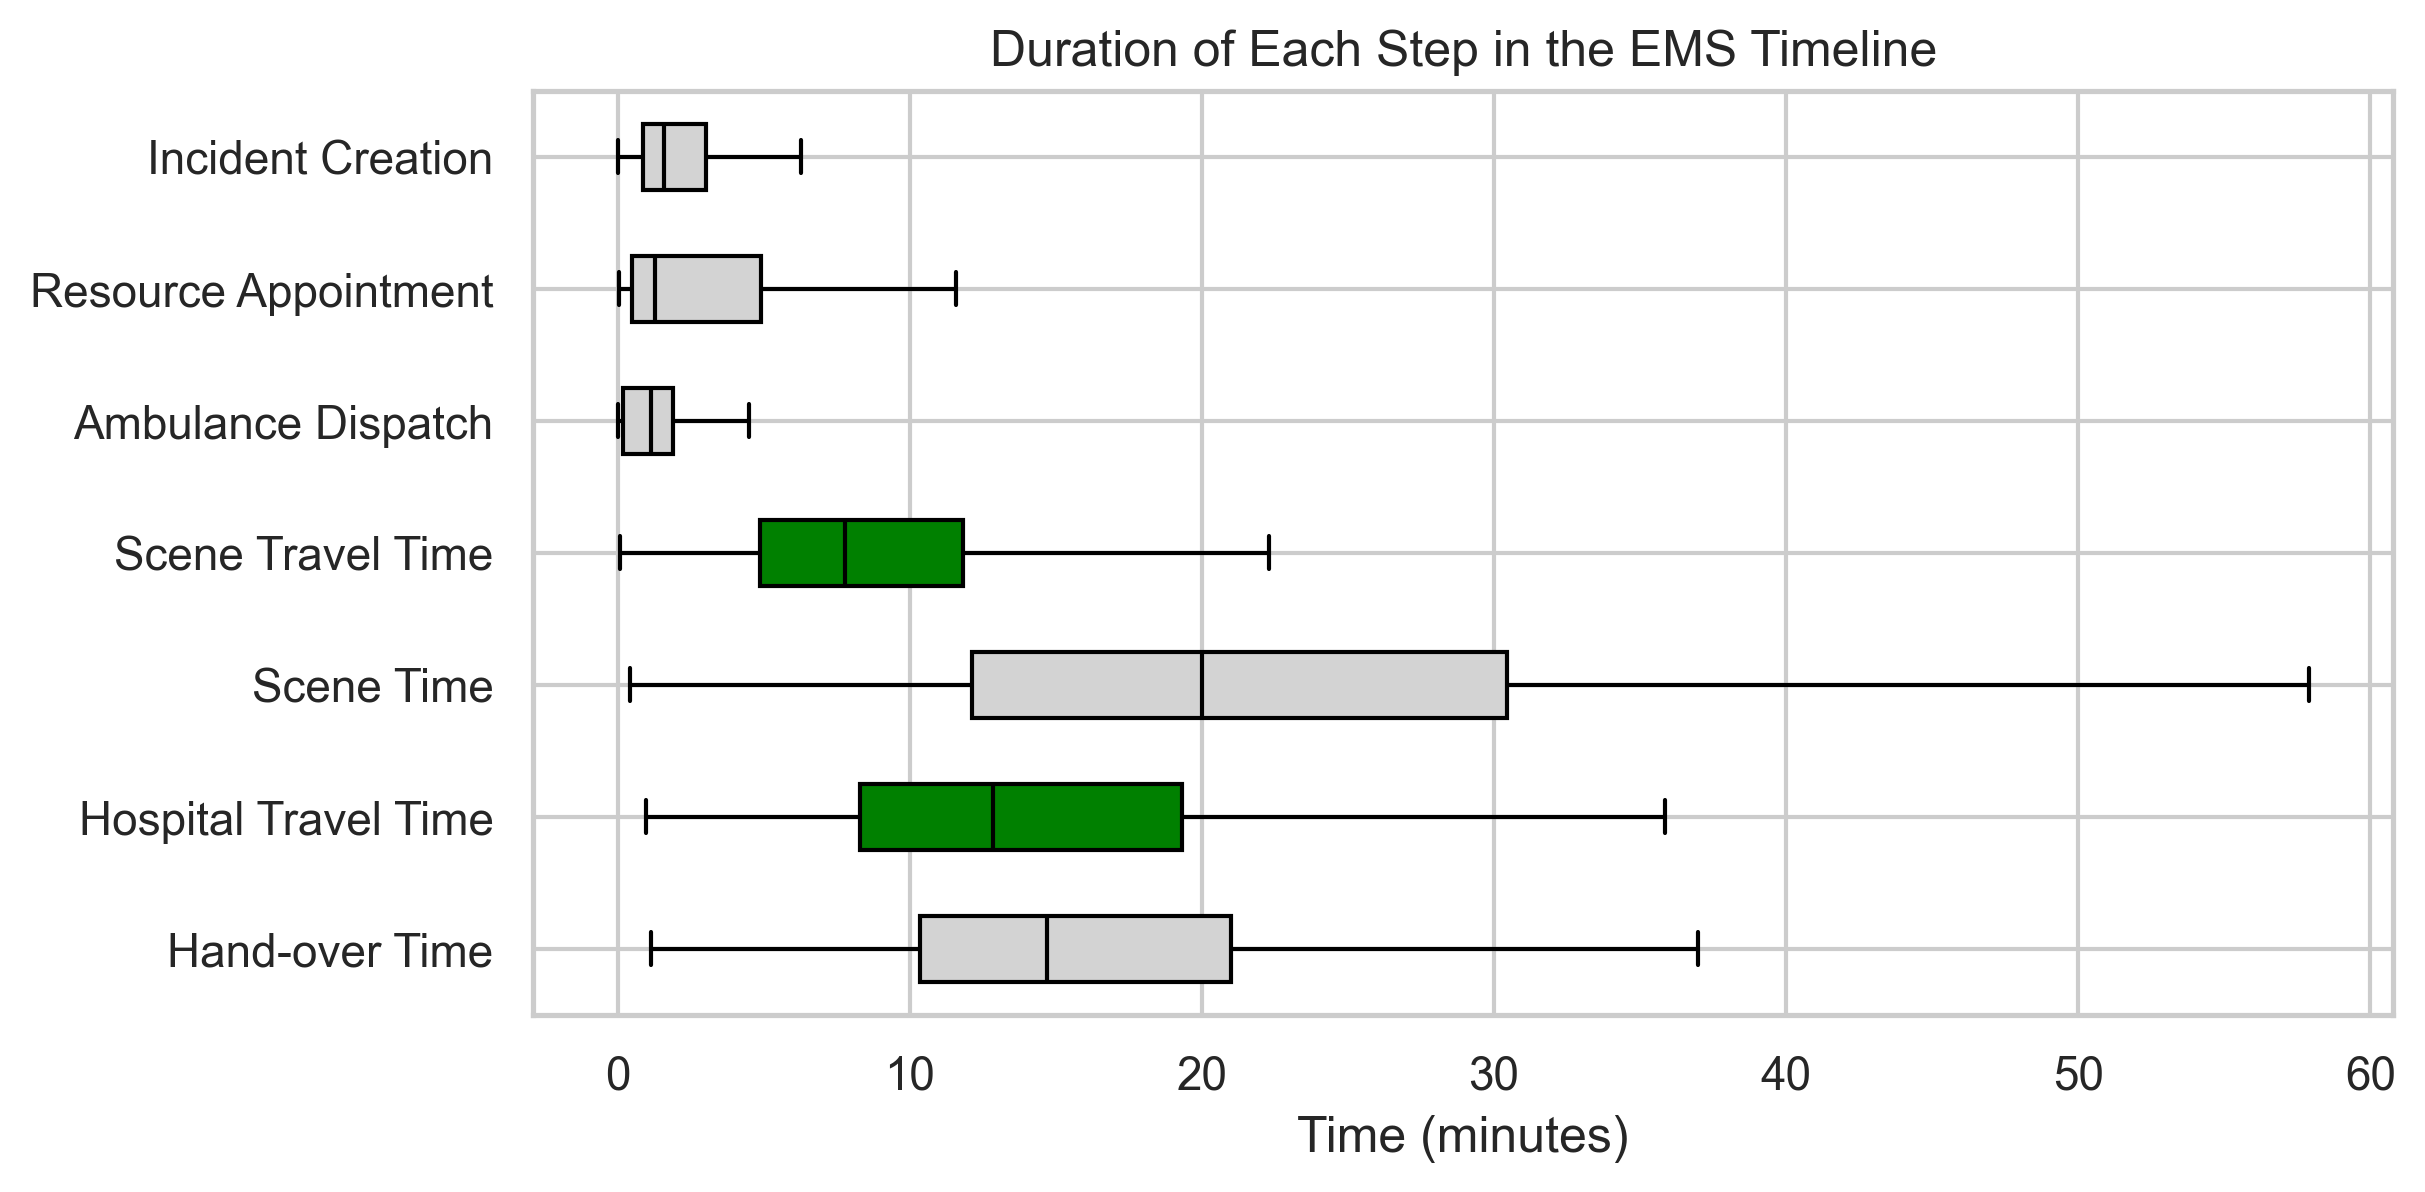 Duration of Each Step in the EMS Timeline
Incident Creation
Resource Appointment
Ambulance Dispatch
Scene Travel Time
Scene Time
Hospital Travel Time
Hand-over Time
0 10 20 30 40 50 60
Time (minutes)